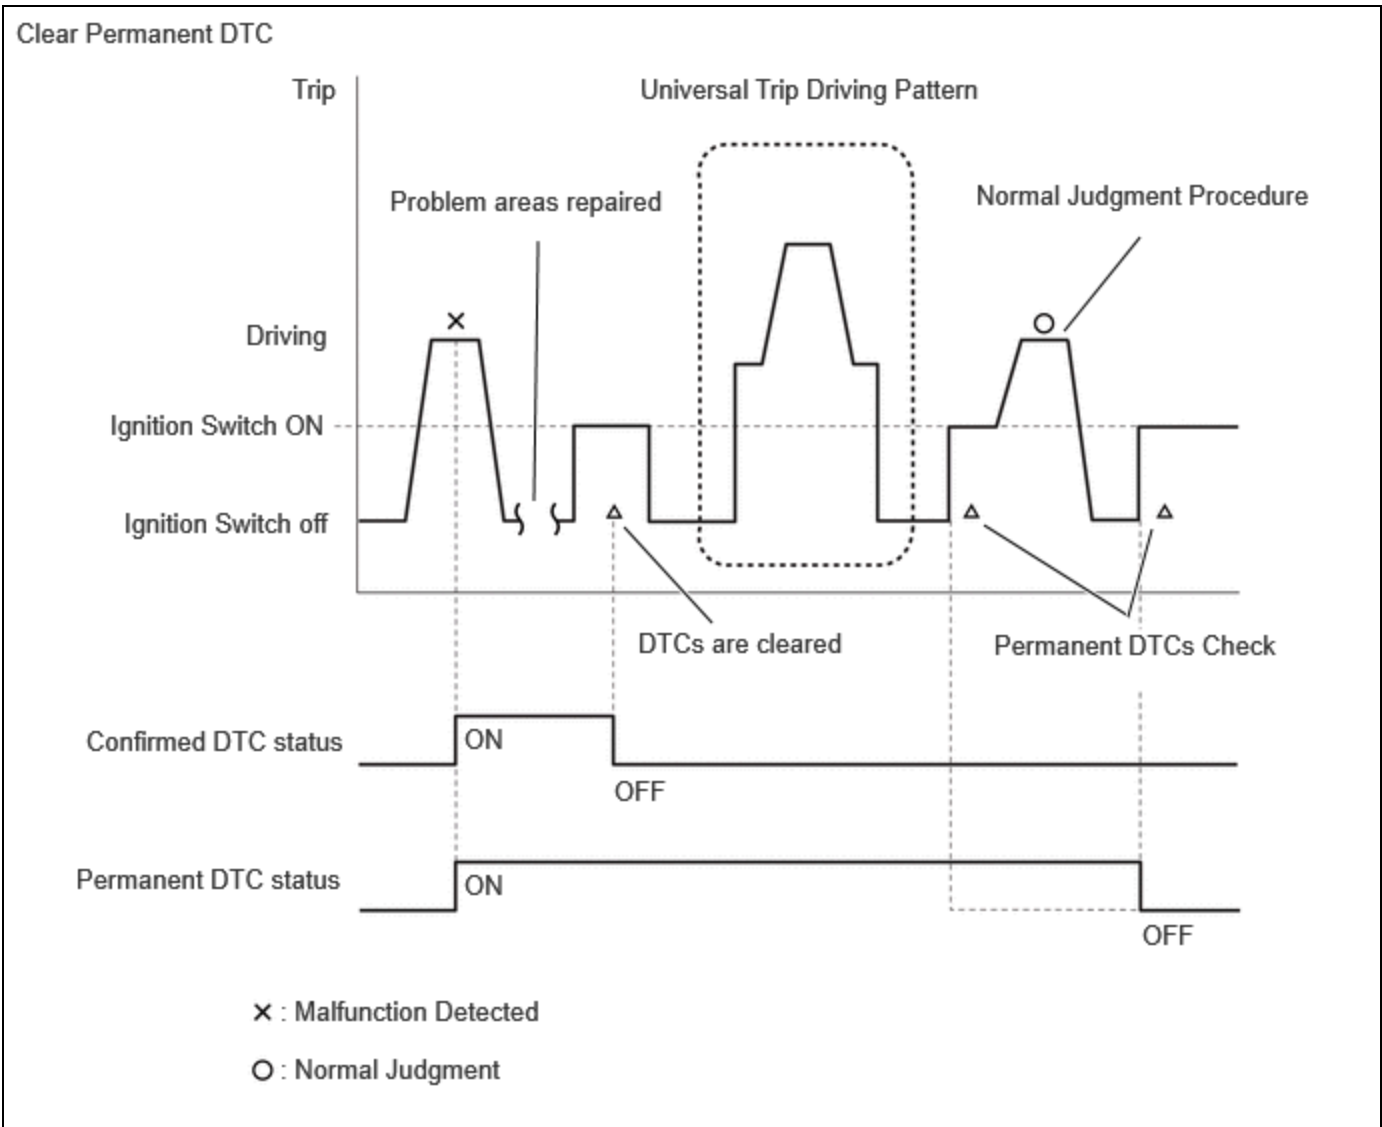 Clear Permanent DTC
Trip
Universal Trip Driving Pattern
Problem areas repaired
Normal Judgment Procedure
Driving
Ignition Switch ON
Ignition Switch off
DTCs are cleared
Permanent DTCs Check
Confirmed DTC status
ON
OFF
Permanent DTC status
ON
OFF
: Malfunction Detected
: Normal Judgment